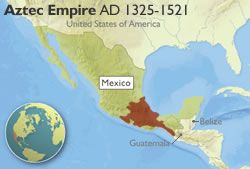 Aztec Empire AD 1325-1521
United States of America
Mexico
Belize
Guatemala